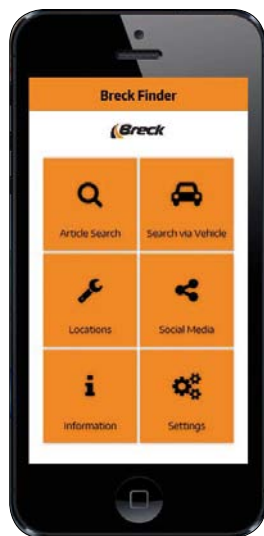 Breck Finder
Breck
Article Search
Search via Vehicle
Locations
Social Media
Information
Settings